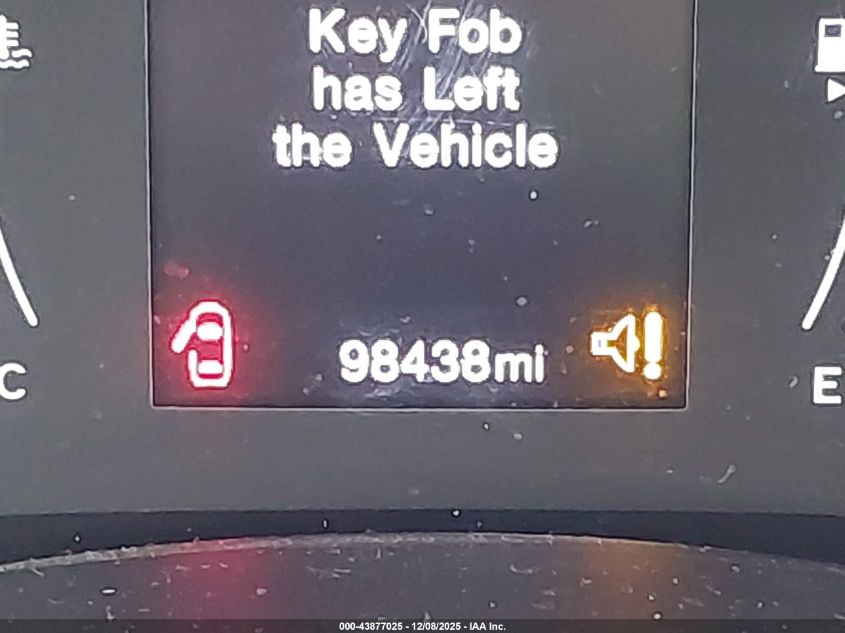 Key Fob
has Left
the Vehicle
98438mi
C
E
000-43877025 - 12/08/2025 - IAA Inc.